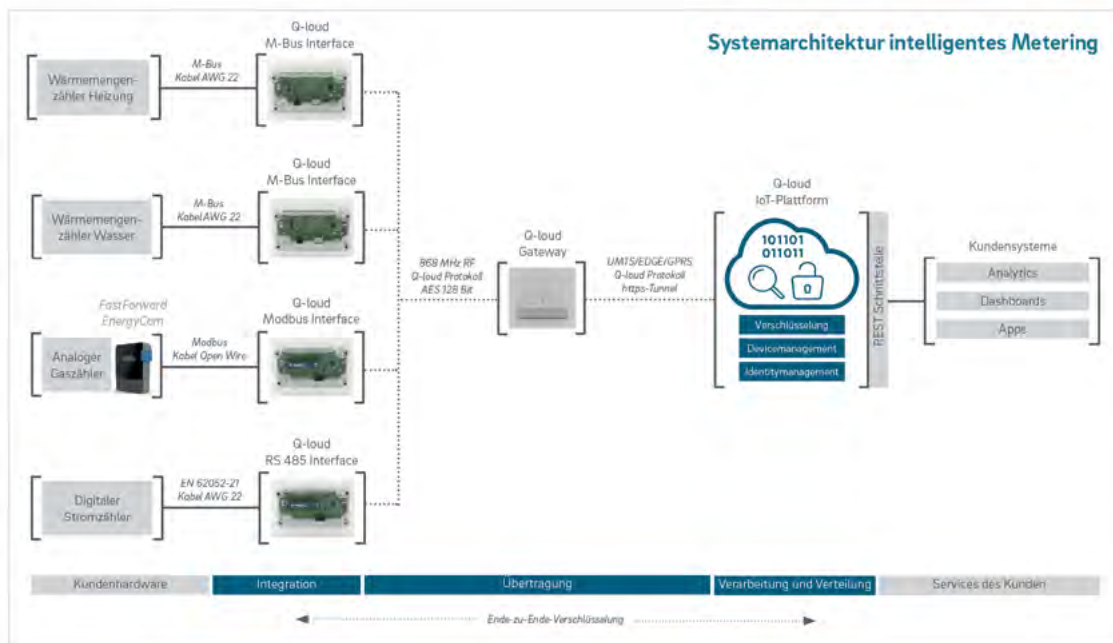 Systemarchitektur intelligentes Metering
Q-loud
M-Bus Interface
M-Bus
Kabel AWG 22
Wärmemengen-
zähler Heizung
Q-loud
M-Bus Interface
M-Bus
Kabel AWG 22
Wärmemengen-
zähler Wasser
FastForward
EnergyCam
Analoger
Gaszähler
Modbus
Kabel Open Wire
Q-loud
Modbus Interface
Q-loud
RS 485 Interface
EN 62052-21
Kabel AWG 22
Digitaler
Stromzähler
868 MHz RF
Q-loud Protokoll
AES 128 Bit
Q-loud
Gateway
UMTS/EDGE/GPRS
Q-loud Protokoll
https-Tunnel
Q-loud
IoT-Plattform
101101
011011
Verschlüsselung
Devicemanagement
Identitymanagement
REST Schnittstelle
Kundensysteme
Analytics
Dashboards
Apps
Kundenhardware
Integration
Übertragung
Verarbeitung und Verteilung
Services des Kunden
Ende-zu-Ende-Verschlüsselung